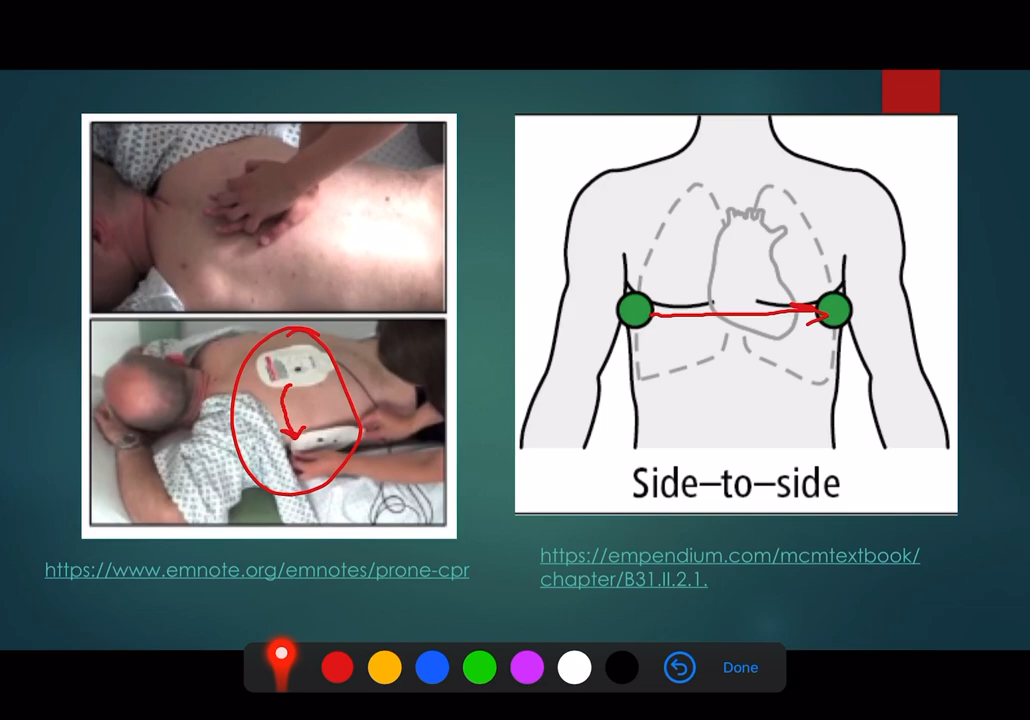 https://www.emnote.org/emnotes/prone-cpr
Side–to–side
https://empendium.com/mcmtextbook/
chapter/B31.II.2.1.
Done